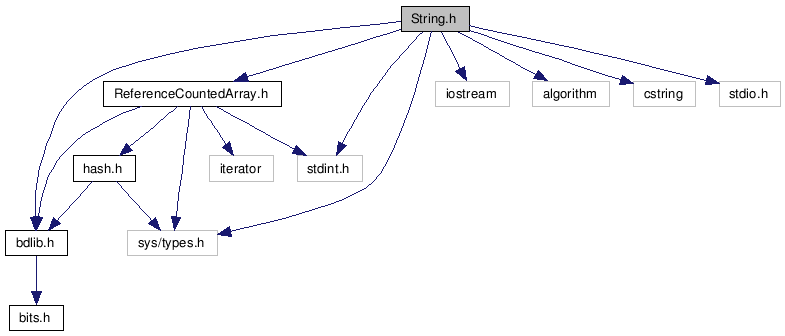 String.h
ReferenceCountedArray.h
iostream
algorithm
cstring
stdio.h
hash.h
iterator
stdint.h
bdlib.h
sys/types.h
bits.h